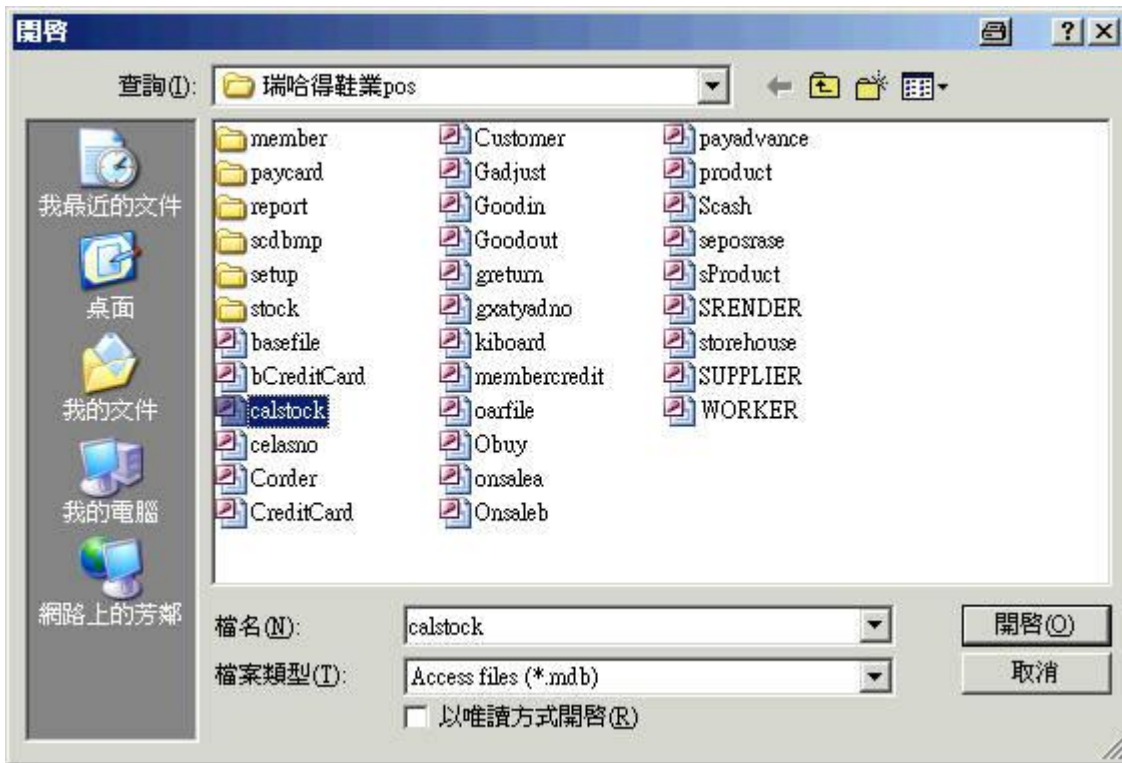 開啓
查詢(I):
瑞哈得鞋業pos
我最近的文件
桌面
我的文件
我的電腦
網路上的芳鄰
member
paycard
report
scdbmp
setup
stock
basefile
bCreditCard
calstock
celasno
Corder
CreditCard
Customer
Gadjust
Goodin
Goodout
greturn
gxatyadno
kiboard
membercredit
oarfile
Obuy
onsalea
Onsaleb
payadvance
product
Scash
seposrase
sProduct
SRENDER
storehouse
SUPPLIER
WORKER
檔名(N):
calstock
開啓(O)
檔案類型(T):
Access files (*.mdb)
取消
以唯讀方式開啓(R)